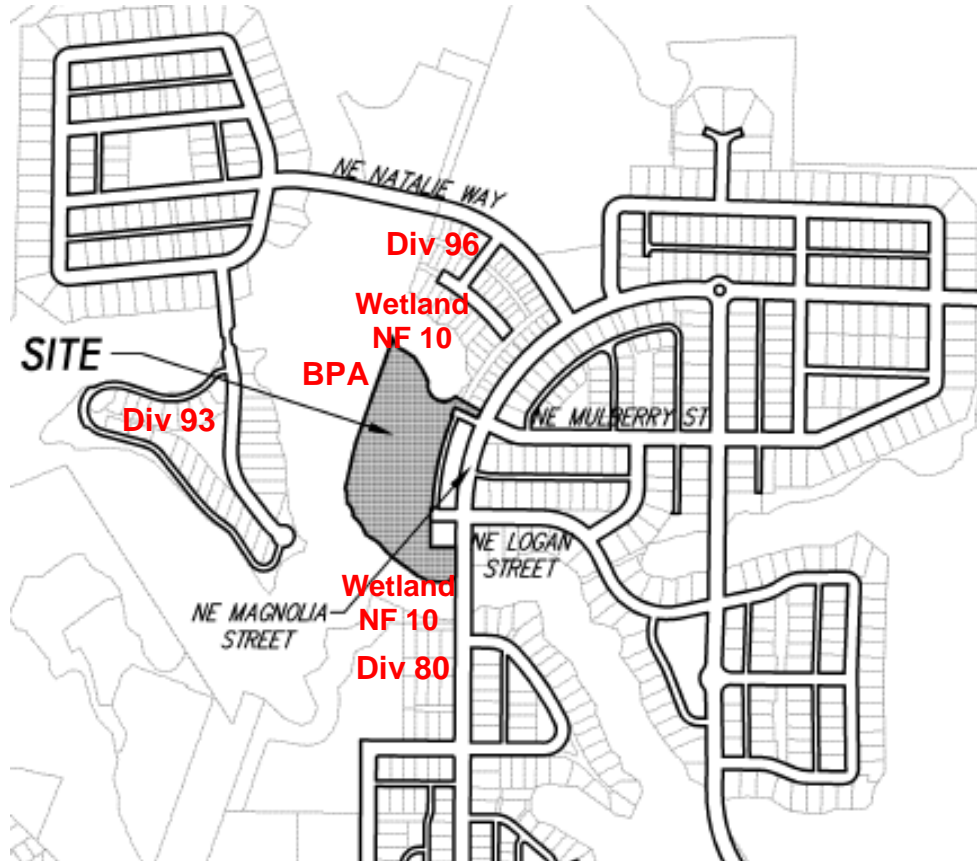 NE NATALIE WAY
Div 96
Wetland
NF 10
SITE
BPA
Div 93
NE MULBERRY ST
NE LOGAN
STREET
Wetland
NF 10
NE MAGNOLIA
STREET
Div 80